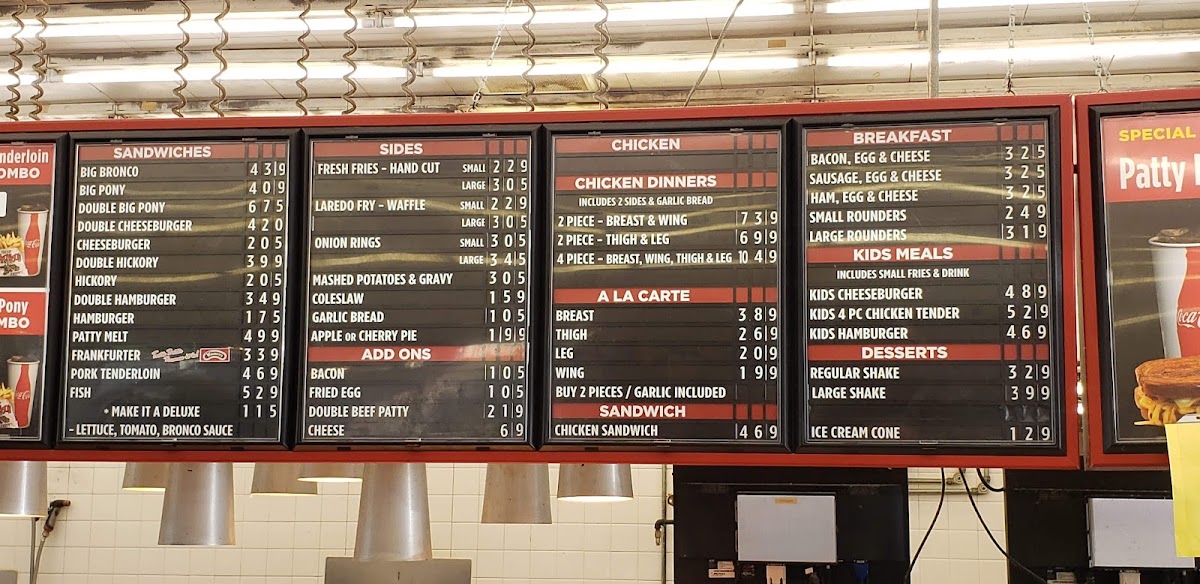 nderloin
OMBO
Pony
MBO
SANDWICHES
BIG BRONCO 4 3 9
BIG PONY 4 0 9
DOUBLE BIG PONY 6 7 5
DOUBLE CHEESEBURGER 4 2 0
CHEESEBURGER 2 0 5
DOUBLE HICKORY 3 9 9
HICKORY 2 0 5
DOUBLE HAMBURGER 3 4 9
HAMBURGER 1 7 5
PATTY MELT 4 9 9
FRANKFURTER 3 3 9
PORK TENDERLOIN 4 6 9
FISH 5 2 9
• MAKE IT A DELUXE 1 1 5
- LETTUCE, TOMATO, BRONCO SAUCE
SIDES
FRESH FRIES - HAND CUT SMALL 2 2 9
LARGE 3 0 5
LAREDO FRY - WAFFLE SMALL 2 2 9
LARGE 3 0 5
ONION RINGS SMALL 3 0 5
LARGE 3 4 5
MASHED POTATOES & GRAVY 3 0 5
COLESLAW 1 5 9
GARLIC BREAD 1 0 5
APPLE OR CHERRY PIE 1 9 9
ADD ONS
BACON 1 0 5
FRIED EGG 1 0 5
DOUBLE BEEF PATTY 2 1 9
CHEESE 6 9
CHICKEN
CHICKEN DINNERS
INCLUDES 2 SIDES & GARLIC BREAD
2 PIECE - BREAST & WING 7 3 9
2 PIECE - THIGH & LEG 6 9 9
4 PIECE - BREAST, WING, THIGH & LEG 10 4 9
A LA CARTE
BREAST 3 8 9
THIGH 2 6 9
LEG 2 0 9
WING 1 9 9
BUY 2 PIECES / GARLIC INCLUDED
SANDWICH
CHICKEN SANDWICH 4 6 9
BREAKFAST
BACON, EGG & CHEESE 3 2 5
SAUSAGE, EGG & CHEESE 3 2 5
HAM, EGG & CHEESE 3 2 5
SMALL ROUNDERS 2 4 9
LARGE ROUNDERS 3 1 9
KIDS MEALS
INCLUDES SMALL FRIES & DRINK
KIDS CHEESEBURGER 4 8 9
KIDS 4 PC CHICKEN TENDER 5 2 9
KIDS HAMBURGER 4 6 9
DESSERTS
REGULAR SHAKE 3 2 9
LARGE SHAKE 3 9 9
ICE CREAM CONE 1 2 9
SPECIAL
Patty